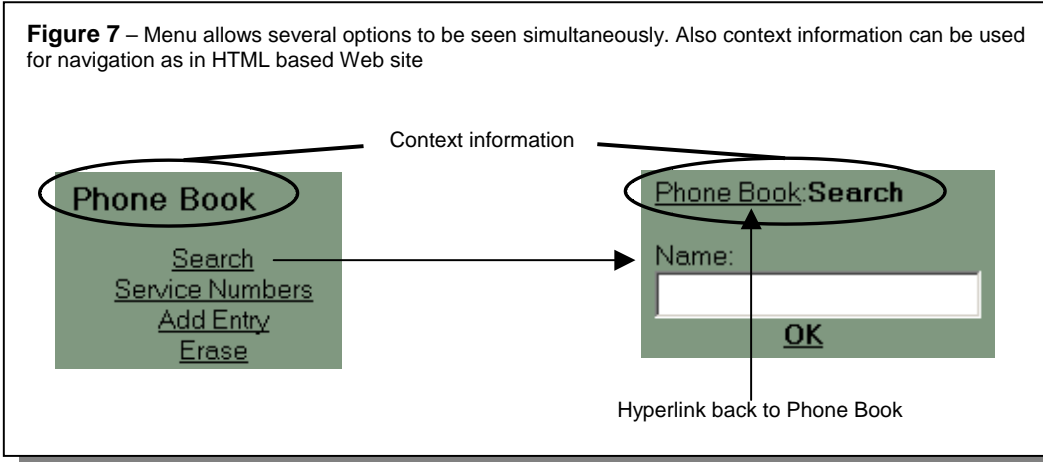 Figure 7 – Menu allows several options to be seen simultaneously. Also context information can be used
for navigation as in HTML based Web site
Context information
Phone Book
Search
Service Numbers
Add Entry
Erase
Phone Book:Search
Name:
OK
Hyperlink back to Phone Book